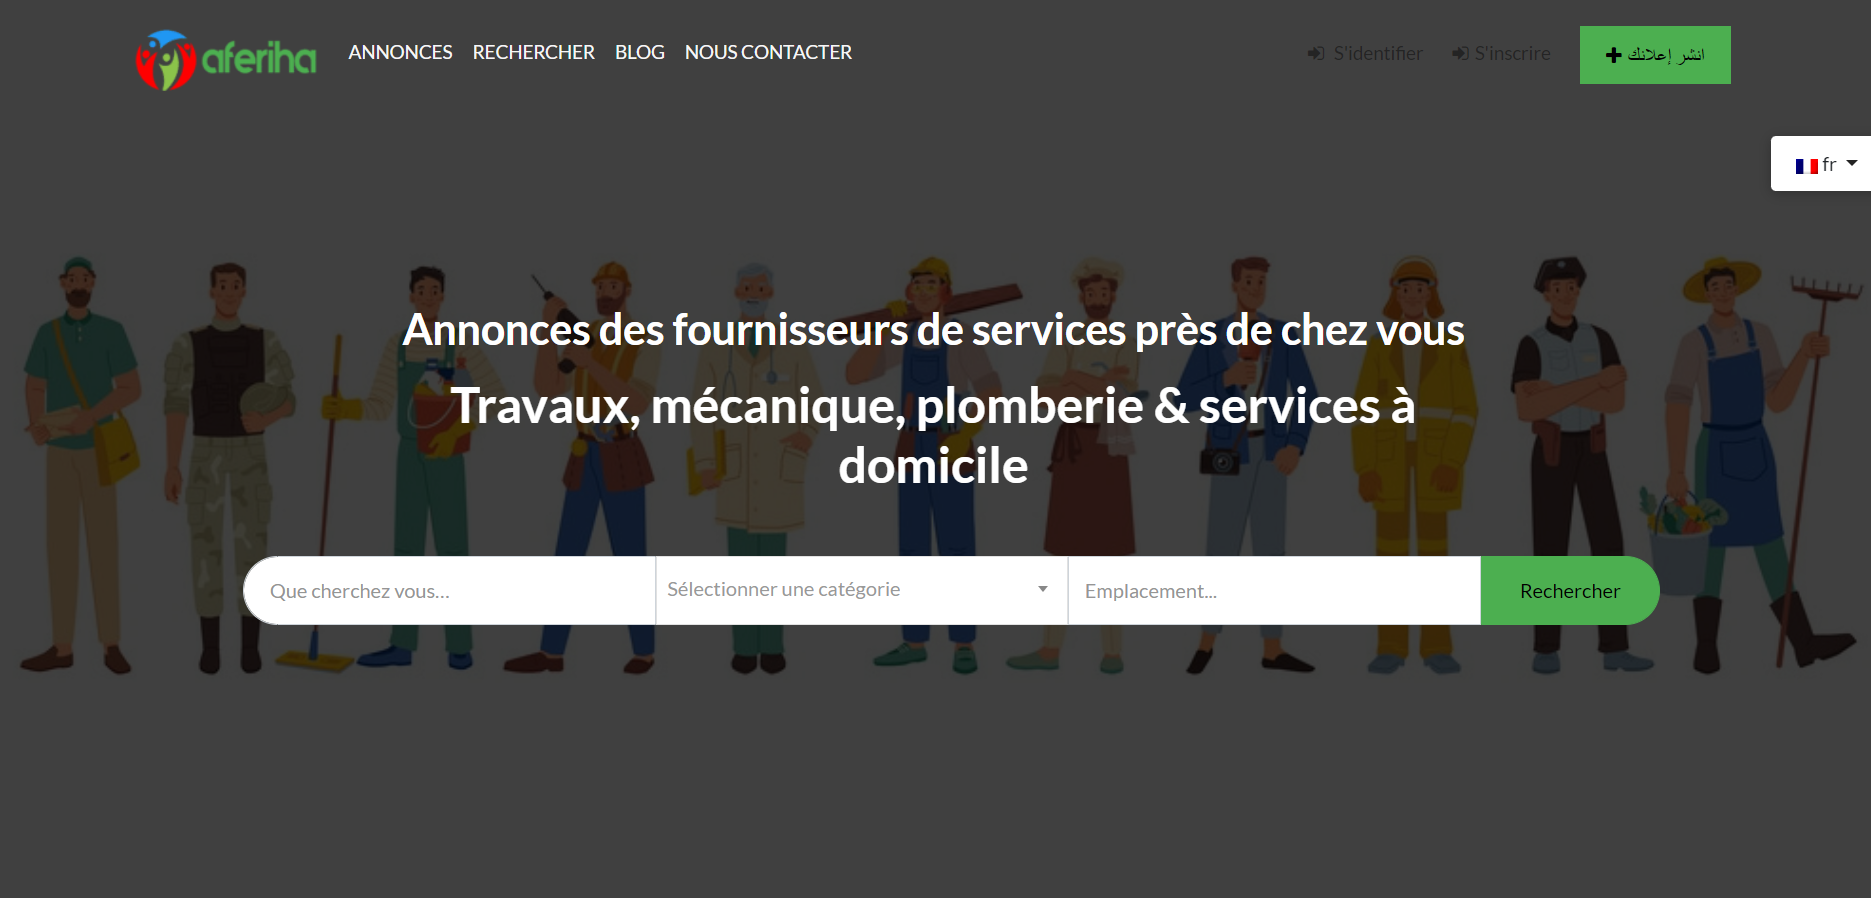 aferiha
ANNONCES RECHERCHER BLOG NOUS CONTACTER
S'identifier S'inscrire انشر إعلانك
fr
Annonces des fournisseurs de services près de chez vous
Travaux, mécanique, plomberie & services à
domicile
Que cherchez vous... Sélectionner une catégorie Emplacement... Rechercher